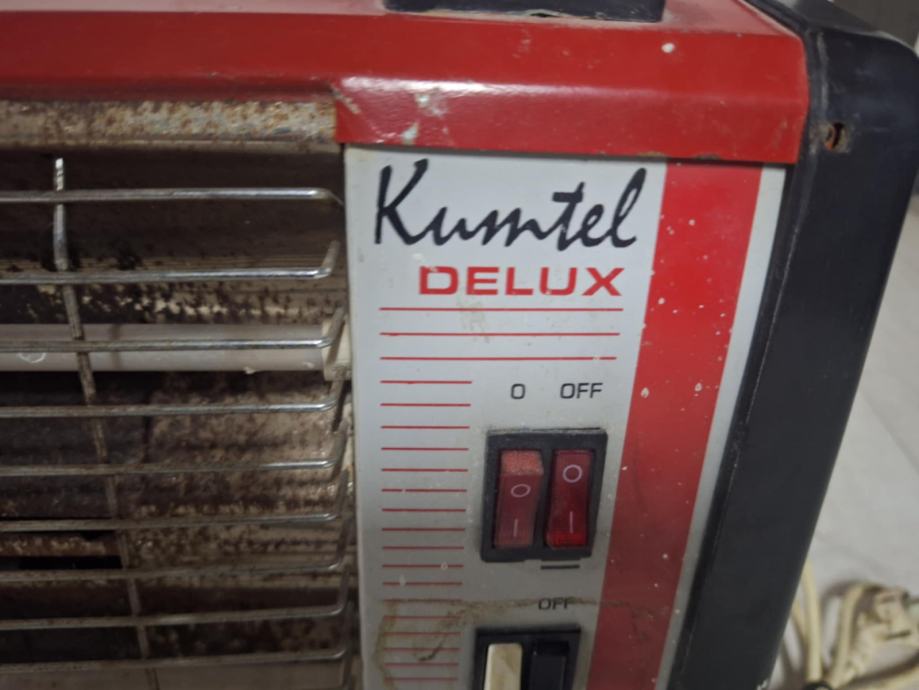 Kumtel
DELUX
O OFF
O O
I I
OFF